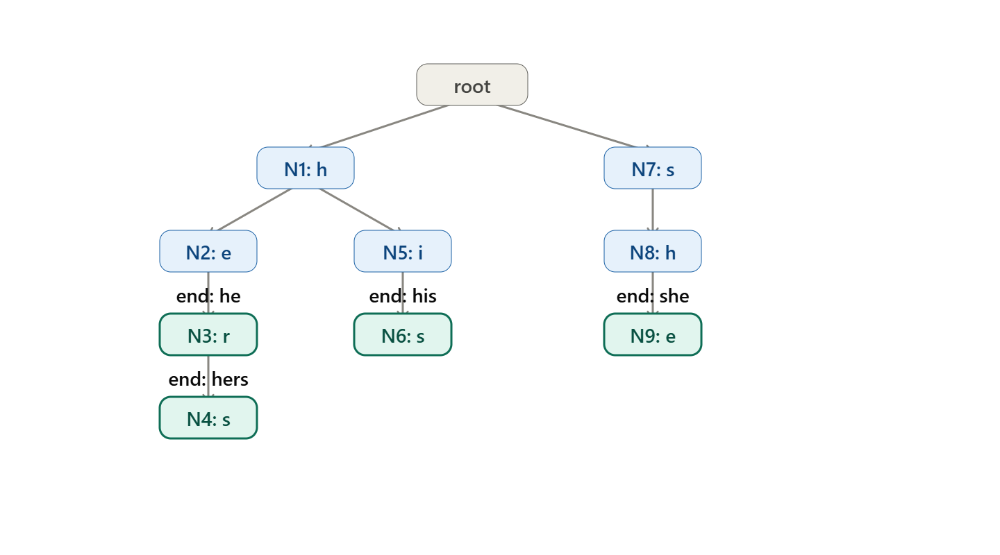 root
N1: h
N7: s
N2: e
N5: i
N8: h
end: he
end: his
end: she
N3: r
N6: s
N9: e
end: hers
N4: s